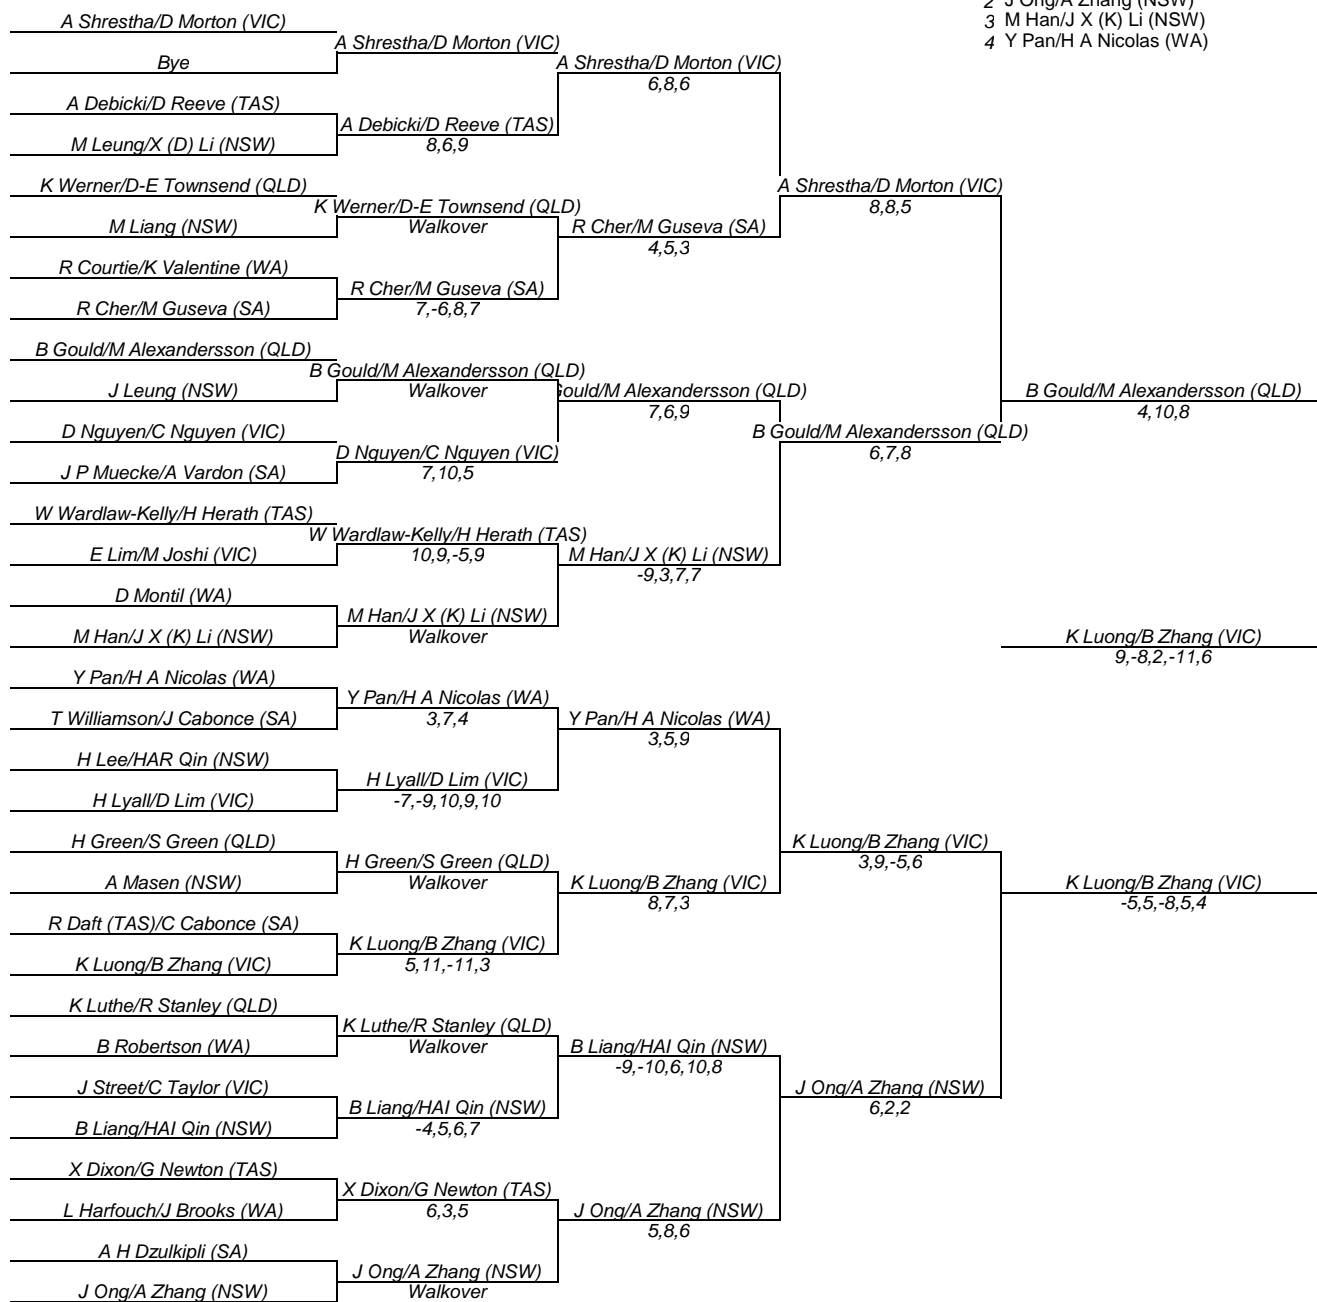 2 J Ong/A Zhang (NSW)
3 M Han/J X (K) Li (NSW)
4 Y Pan/H A Nicolas (WA)
A Shrestha/D Morton (VIC)
Bye
A Debicki/D Reeve (TAS)
M Leung/X (D) Li (NSW)
K Werner/D-E Townsend (QLD)
M Liang (NSW)
R Courtie/K Valentine (WA)
R Cher/M Guseva (SA)
B Gould/M Alexandersson (QLD)
J Leung (NSW)
D Nguyen/C Nguyen (VIC)
J P Muecke/A Vardon (SA)
W Wardlaw-Kelly/H Herath (TAS)
E Lim/M Joshi (VIC)
D Montil (WA)
M Han/J X (K) Li (NSW)
Y Pan/H A Nicolas (WA)
T Williamson/J Cabonce (SA)
H Lee/HAR Qin (NSW)
H Lyall/D Lim (VIC)
H Green/S Green (QLD)
A Masen (NSW)
R Daft (TAS)/C Cabonce (SA)
K Luong/B Zhang (VIC)
K Luthe/R Stanley (QLD)
B Robertson (WA)
J Street/C Taylor (VIC)
B Liang/HAI Qin (NSW)
X Dixon/G Newton (TAS)
L Harfouch/J Brooks (WA)
A H Dzulkipli (SA)
J Ong/A Zhang (NSW)
A Shrestha/D Morton (VIC)
A Debicki/D Reeve (TAS)
8,6,9
K Werner/D-E Townsend (QLD)
Walkover
R Cher/M Guseva (SA)
7,-6,8,7
B Gould/M Alexandersson (QLD)
Walkover
D Nguyen/C Nguyen (VIC)
7,10,5
W Wardlaw-Kelly/H Herath (TAS)
10,9,-5,9
M Han/J X (K) Li (NSW)
Walkover
Y Pan/H A Nicolas (WA)
3,7,4
H Lyall/D Lim (VIC)
-7,-9,10,9,10
H Green/S Green (QLD)
Walkover
K Luong/B Zhang (VIC)
5,11,-11,3
K Luthe/R Stanley (QLD)
Walkover
B Liang/HAI Qin (NSW)
-4,5,6,7
X Dixon/G Newton (TAS)
6,3,5
J Ong/A Zhang (NSW)
Walkover
A Shrestha/D Morton (VIC)
6,8,6
R Cher/M Guseva (SA)
4,5,3
Gould/M Alexandersson (QLD)
7,6,9
M Han/J X (K) Li (NSW)
-9,3,7,7
Y Pan/H A Nicolas (WA)
3,5,9
K Luong/B Zhang (VIC)
8,7,3
B Liang/HAI Qin (NSW)
-9,-10,6,10,8
J Ong/A Zhang (NSW)
5,8,6
A Shrestha/D Morton (VIC)
8,8,5
B Gould/M Alexandersson (QLD)
6,7,8
K Luong/B Zhang (VIC)
3,9,-5,6
J Ong/A Zhang (NSW)
6,2,2
B Gould/M Alexandersson (QLD)
4,10,8
K Luong/B Zhang (VIC)
9,-8,2,-11,6
K Luong/B Zhang (VIC)
-5,5,-8,5,4